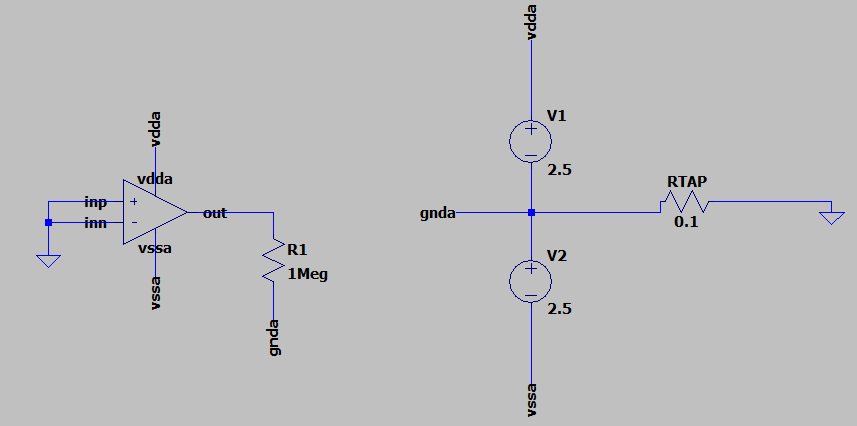 vdda
vdda
inp
inn
out
vssa
vssa
R1
1Meg
gnda
vdda
V1
2.5
gnda
RTAP
0.1
V2
2.5
vssa